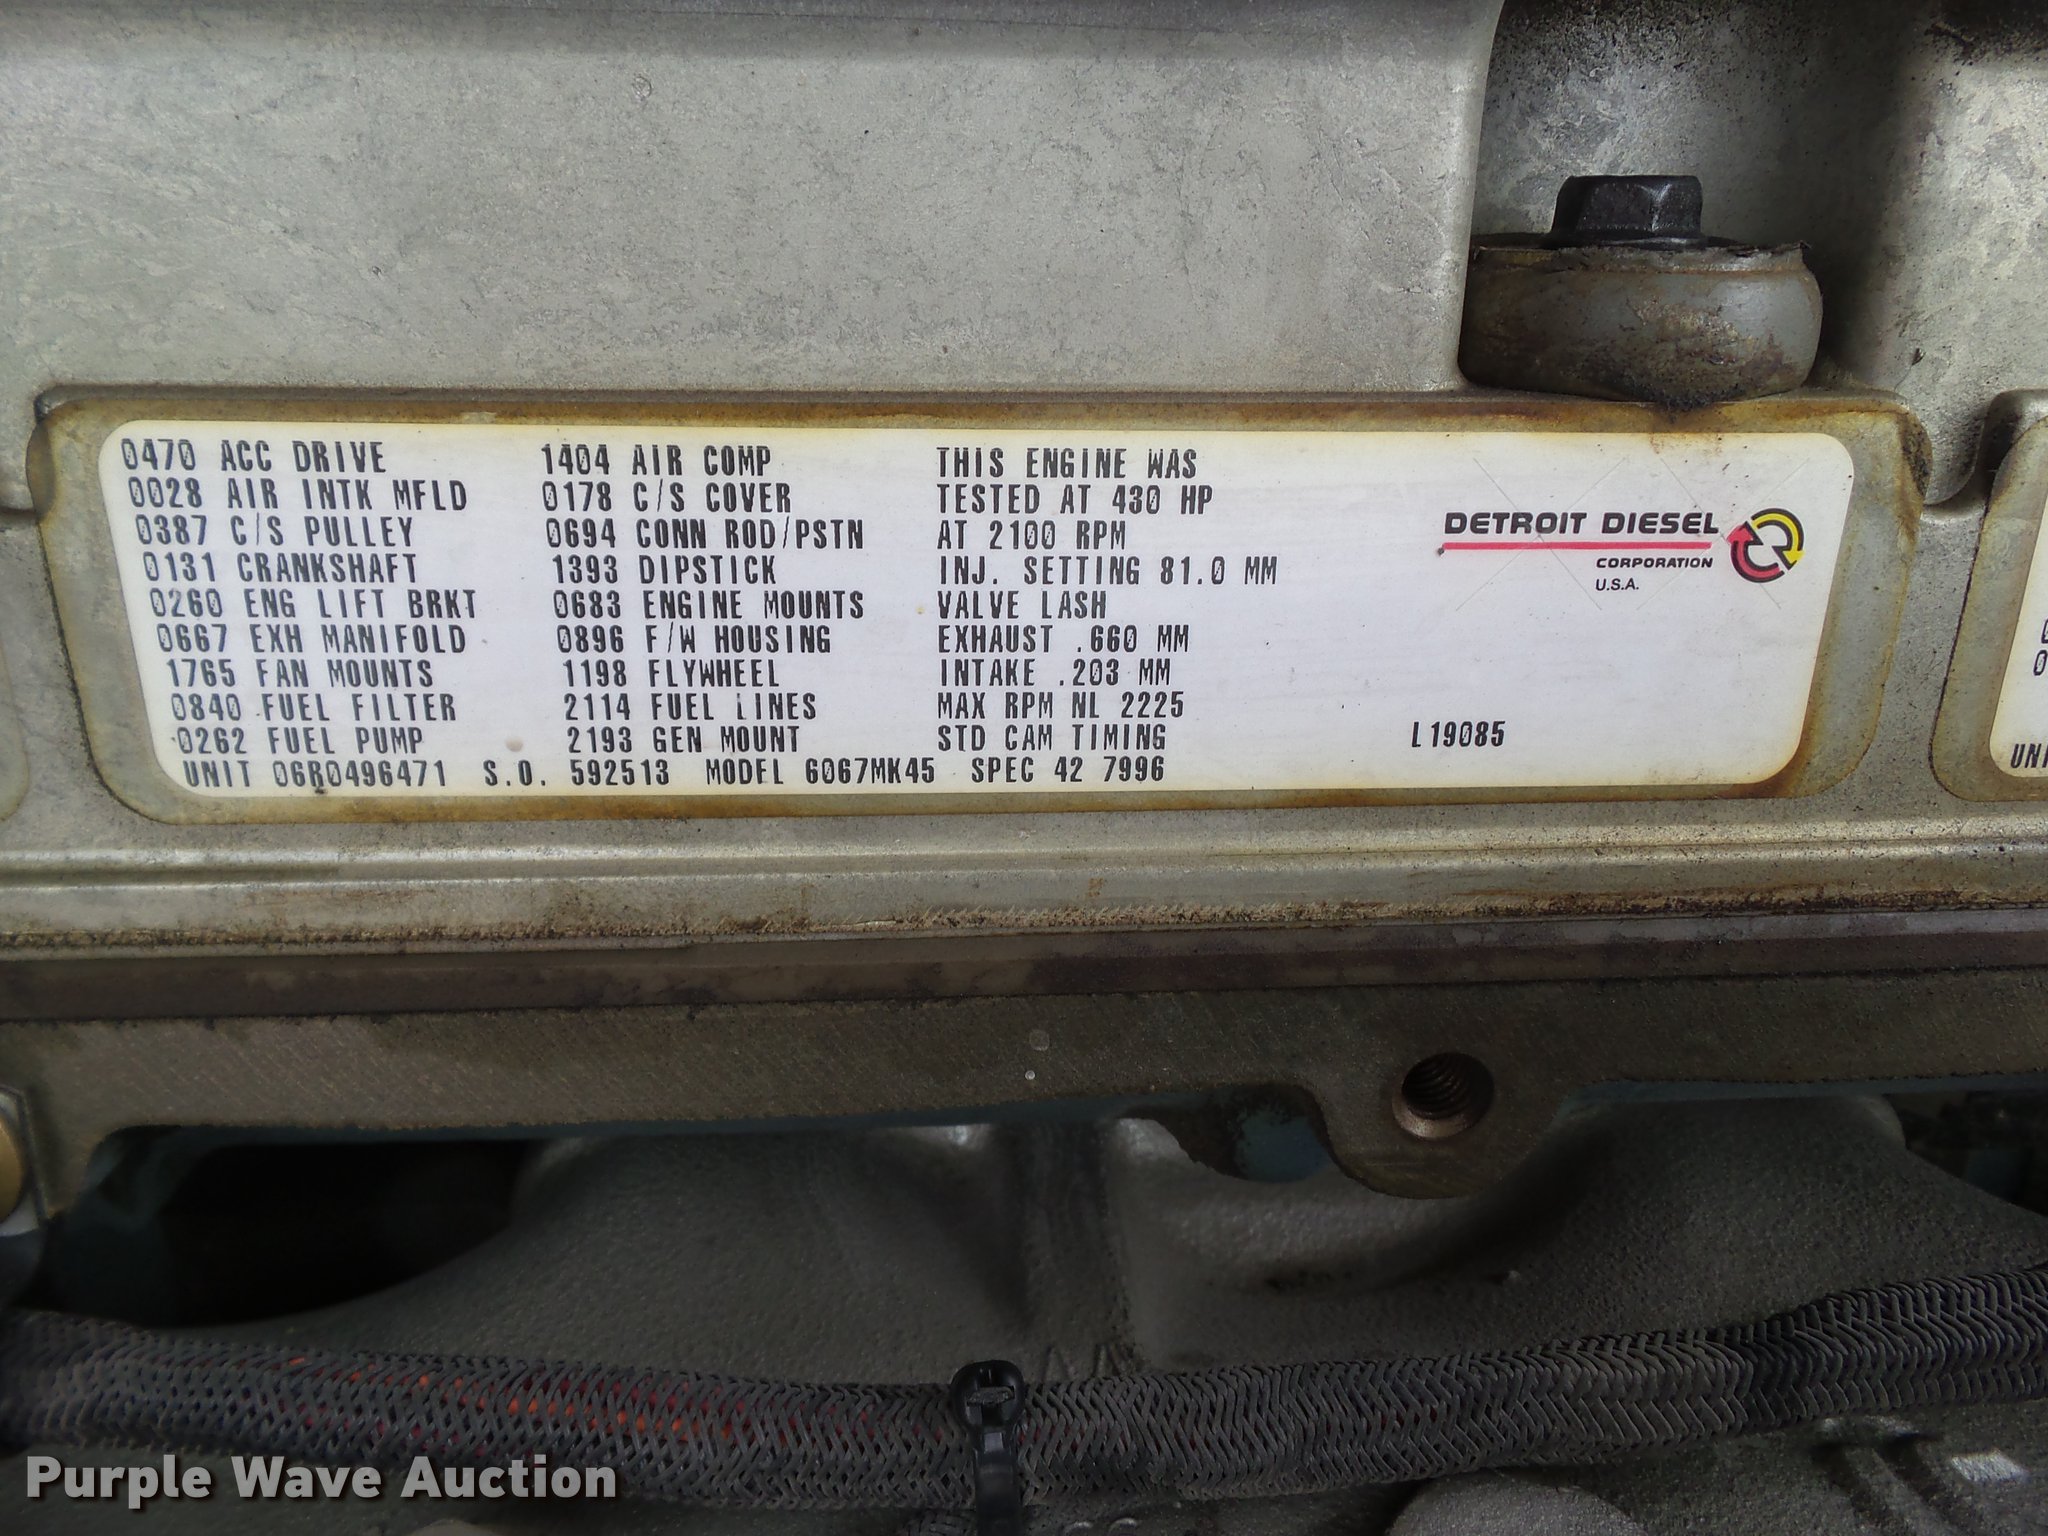 0470 ACC DRIVE 1404 AIR COMP THIS ENGINE WAS
0028 AIR INTK MFLD 0178 C/S COVER TESTED AT 430 HP
0387 C/S PULLEY 0694 CONN ROD/PSTN AT 2100 RPM
0131 CRANKSHAFT 1393 DIPSTICK INJ. SETTING 81.0 MM
0260 ENG LIFT BRKT 0683 ENGINE MOUNTS VALVE LASH
0667 EXH MANIFOLD 0896 F/W HOUSING EXHAUST .660 MM
1765 FAN MOUNTS 1198 FLYWHEEL INTAKE .203 MM
0840 FUEL FILTER 2114 FUEL LINES MAX RPM NL 2225
0262 FUEL PUMP 2193 GEN MOUNT STD CAM TIMING L19085
UNIT 06R0496471 S.O. 592513 MODEL 6067MK45 SPEC 42 7996
DETROIT DIESEL
CORPORATION
U.S.A.
Purple Wave Auction